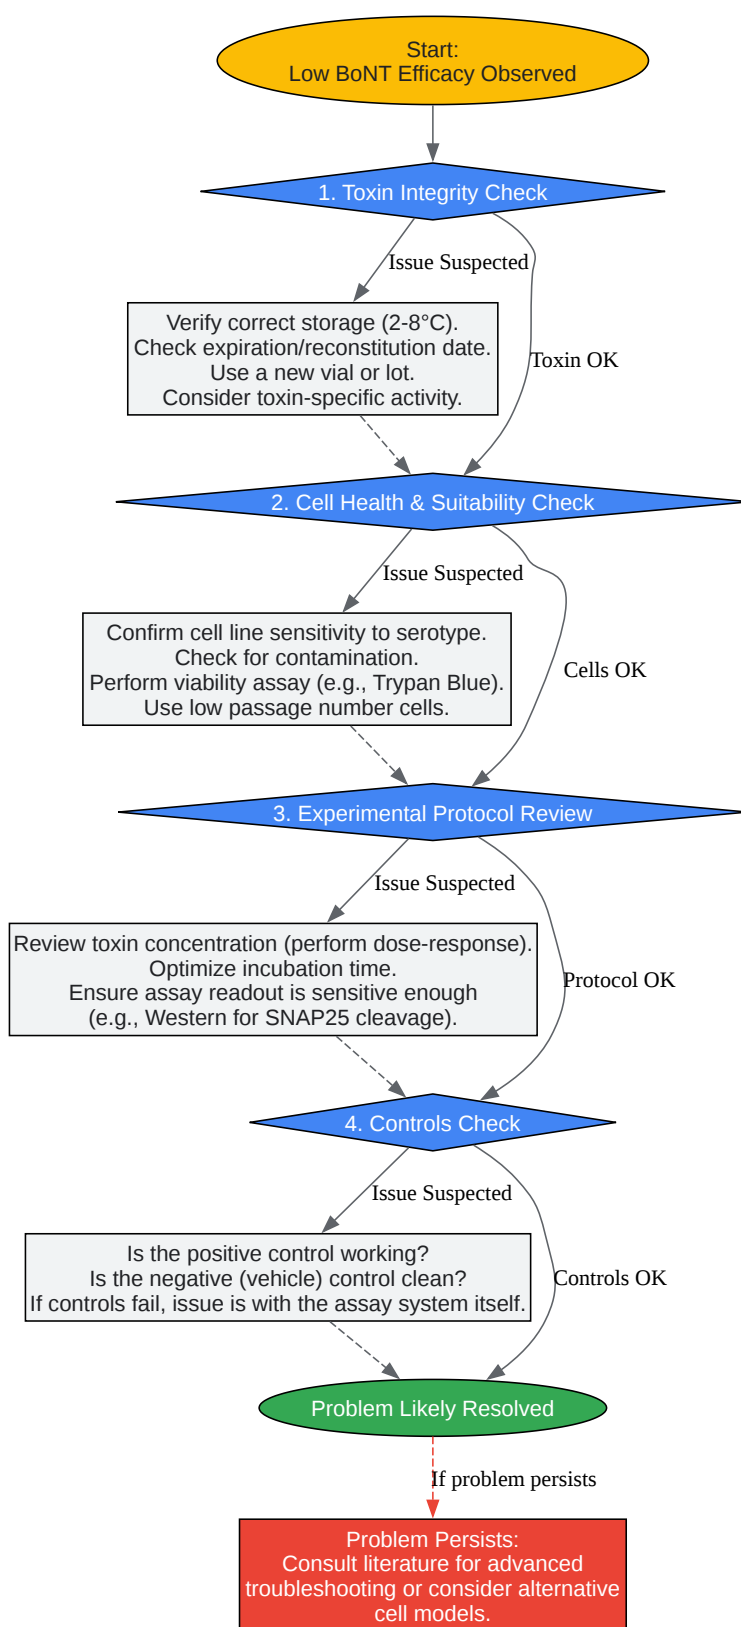 Start:
Low BoNT Efficacy Observed
1. Toxin Integrity Check
Issue Suspected
Verify correct storage (2-8°C).
Check expiration/reconstitution date.
Use a new vial or lot.
Consider toxin-specific activity.
Toxin OK
2. Cell Health & Suitability Check
Issue Suspected
Confirm cell line sensitivity to serotype.
Check for contamination.
Perform viability assay (e.g., Trypan Blue).
Use low passage number cells.
Cells OK
3. Experimental Protocol Review
Issue Suspected
Review toxin concentration (perform dose-response).
Optimize incubation time.
Ensure assay readout is sensitive enough
(e.g., Western for SNAP25 cleavage).
Protocol OK
4. Controls Check
Issue Suspected
Is the positive control working?
Is the negative (vehicle) control clean?
If controls fail, issue is with the assay system itself.
Controls OK
Problem Likely Resolved
If problem persists
Problem Persists:
Consult literature for advanced
troubleshooting or consider alternative
cell models.